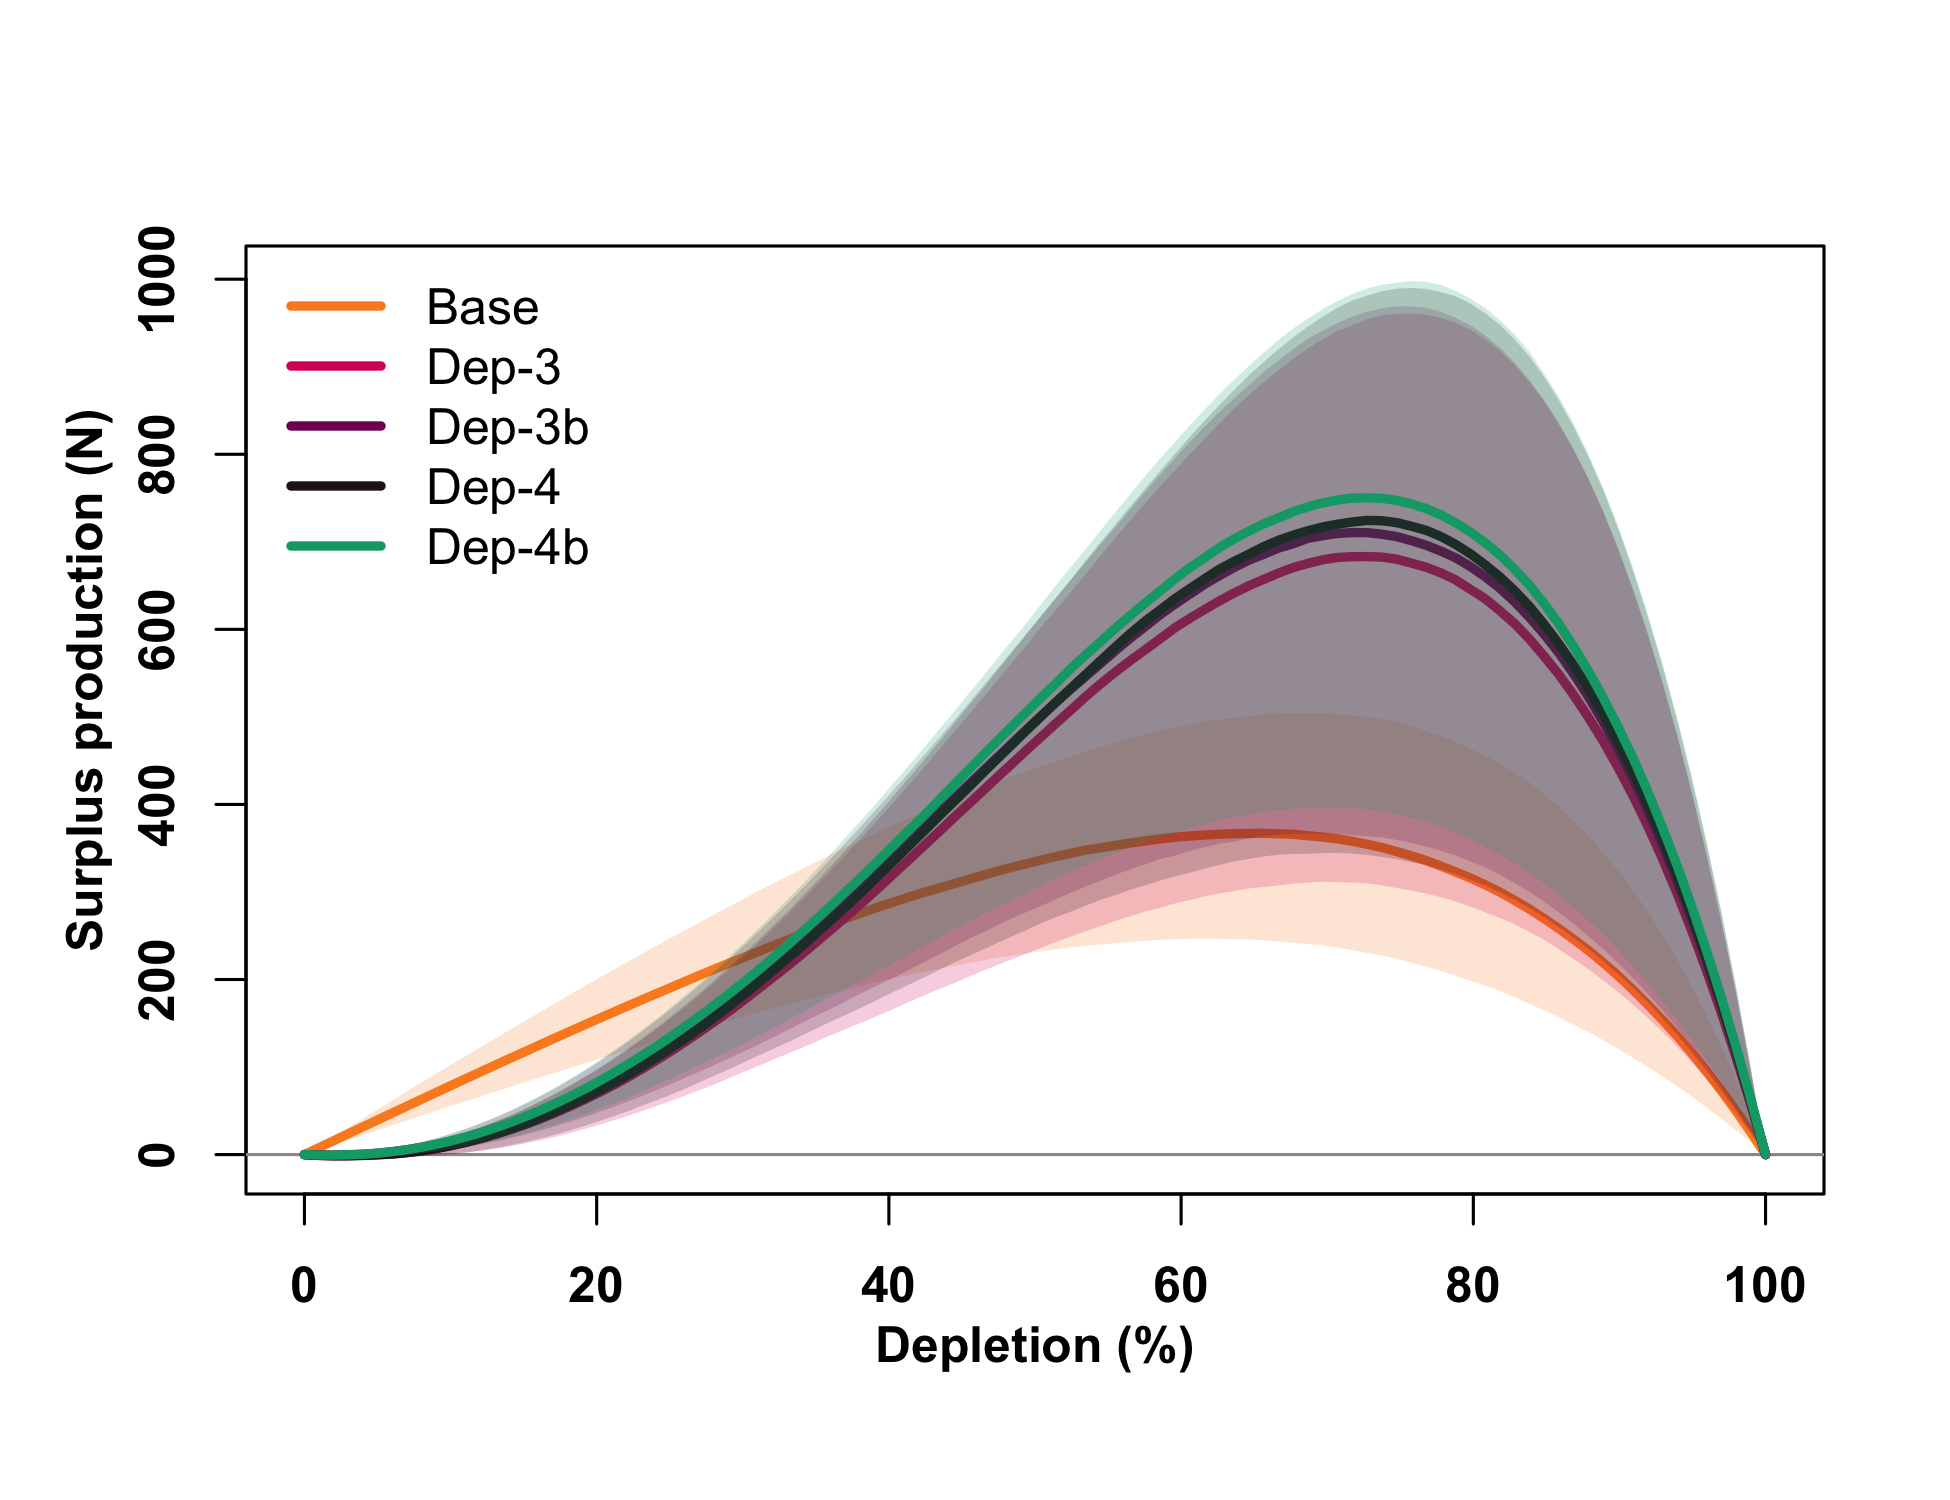 Base
Dep-3
Dep-3b
Dep-4
Dep-4b
Surplus production (N)
1000
800
600
400
200
0
0 20 40 60 80 100
Depletion (%)